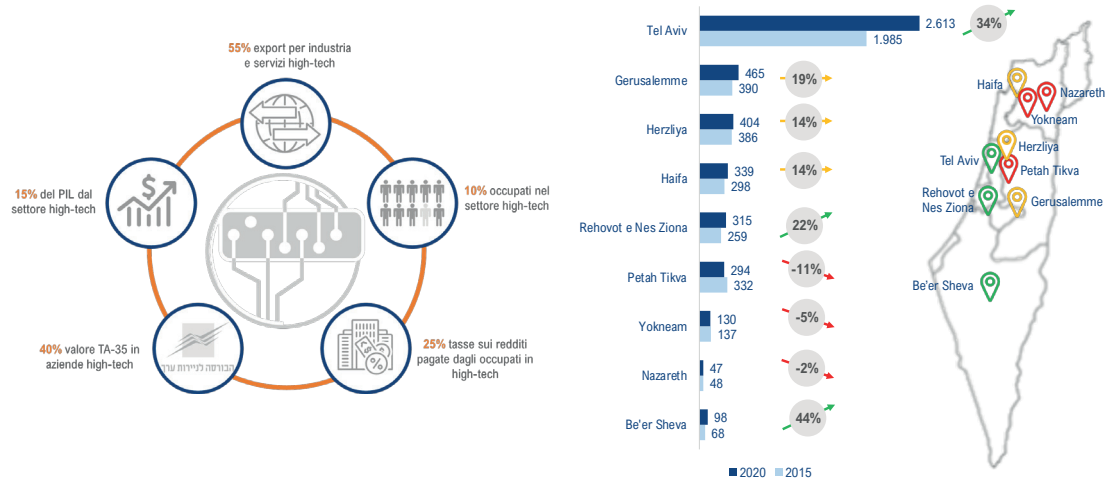 55% export per industria
e servizi high-tech
15% del PIL dal
settore high-tech
10% occupati nel
settore high-tech
40% valore TA-35 in
aziende high-tech
הבורסה לניירות ערך
25% tasse sui redditi
pagate dagli occupati in
high-tech
Tel Aviv
2.613
1.985
34%
Gerusalemme
465
390
19%
Herzliya
404
386
14%
Haifa
339
298
14%
Rehovot e Nes Ziona
315
259
22%
Petah Tikva
294
332
-11%
Yokneam
130
137
-5%
Nazareth
47
48
-2%
Be'er Sheva
98
68
44%
2020
2015
Haifa
Nazareth
Yokneam
Herzliya
Tel Aviv
Petah Tikva
Rehovot e
Nes Ziona
Gerusalemme
Be'er Sheva